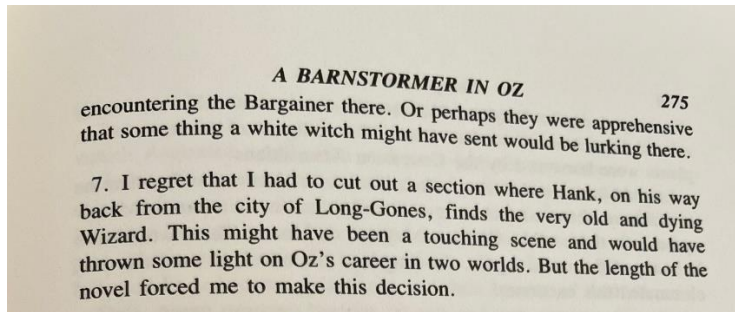 A BARNSTORMER IN OZ 275
encountering the Bargainer there. Or perhaps they were apprehensive
that some thing a white witch might have sent would be lurking there.
7. I regret that I had to cut out a section where Hank, on his way
back from the city of Long-Gones, finds the very old and dying
Wizard. This might have been a touching scene and would have
thrown some light on Oz's career in two worlds. But the length of the
novel forced me to make this decision.